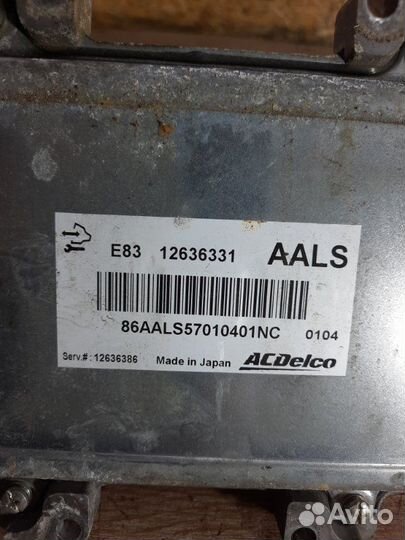 E83 12636331 AALS
86AALS57010401NC 0104
Serv.#: 12636386 Made in Japan ACDelco
Avito